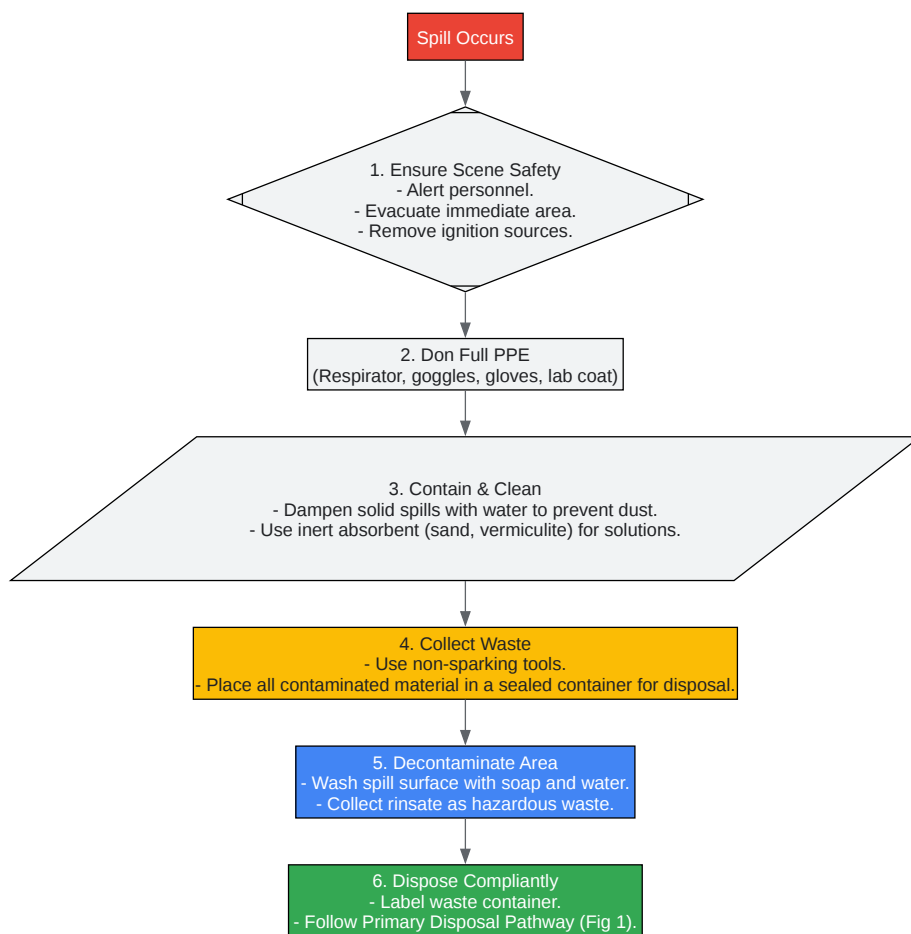 Spill Occurs
1. Ensure Scene Safety
- Alert personnel.
- Evacuate immediate area.
- Remove ignition sources.
2. Don Full PPE
(Respirator, goggles, gloves, lab coat)
3. Contain & Clean
- Dampen solid spills with water to prevent dust.
- Use inert absorbent (sand, vermiculite) for solutions.
4. Collect Waste
- Use non-sparking tools.
- Place all contaminated material in a sealed container for disposal.
5. Decontaminate Area
- Wash spill surface with soap and water.
- Collect rinsate as hazardous waste.
6. Dispose Compliantly
- Label waste container.
- Follow Primary Disposal Pathway (Fig 1).